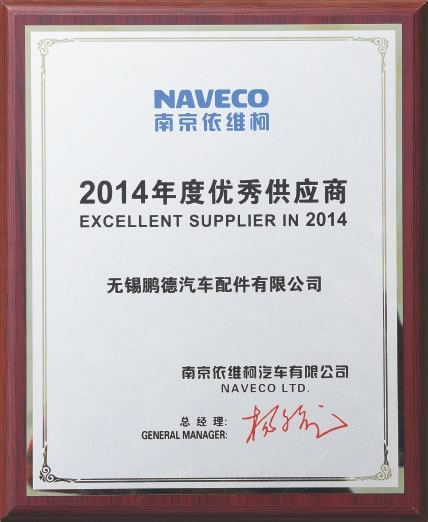 NAVECO
南京依维柯
2014年度优秀供应商
EXCELLENT SUPPLIER IN 2014
无锡鹏德汽车配件有限公司
南京依维柯汽车有限公司
NAVECO LTD.
总 经 理:
GENERAL MANAGER: